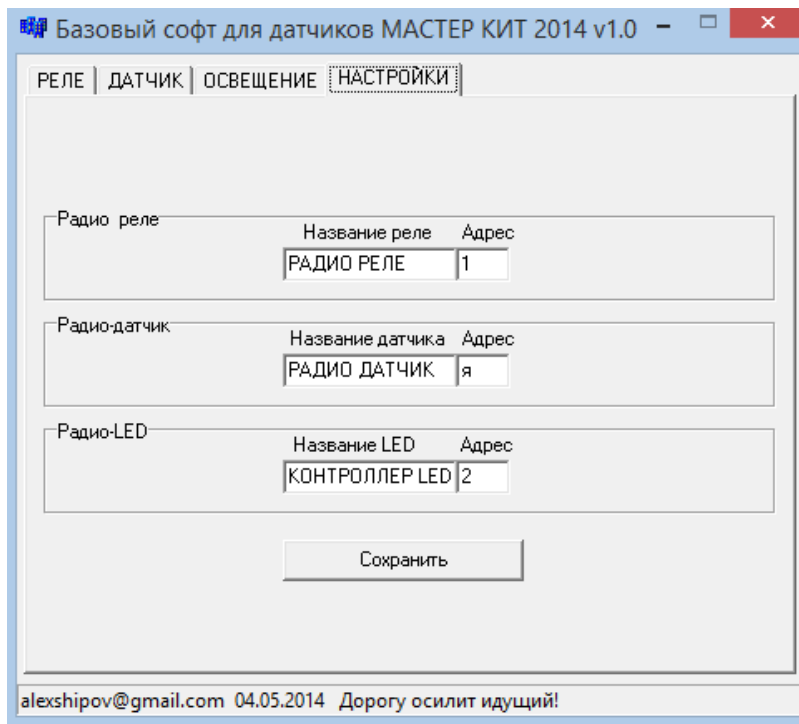 Базовый софт для датчиков МАСТЕР КИТ 2014 v1.0
РЕЛЕ ДАТЧИК ОСВЕЩЕНИЕ НАСТРОЙКИ
Радио реле
Название реле Адрес
РАДИО РЕЛЕ 1
Радио-датчик
Название датчика Адрес
РАДИО ДАТЧИК я
Радио-LED
Название LED Адрес
КОНТРОЛЛЕР LED 2
Сохранить
alexshipov@gmail.com 04.05.2014 Дорогу осилит идущий!